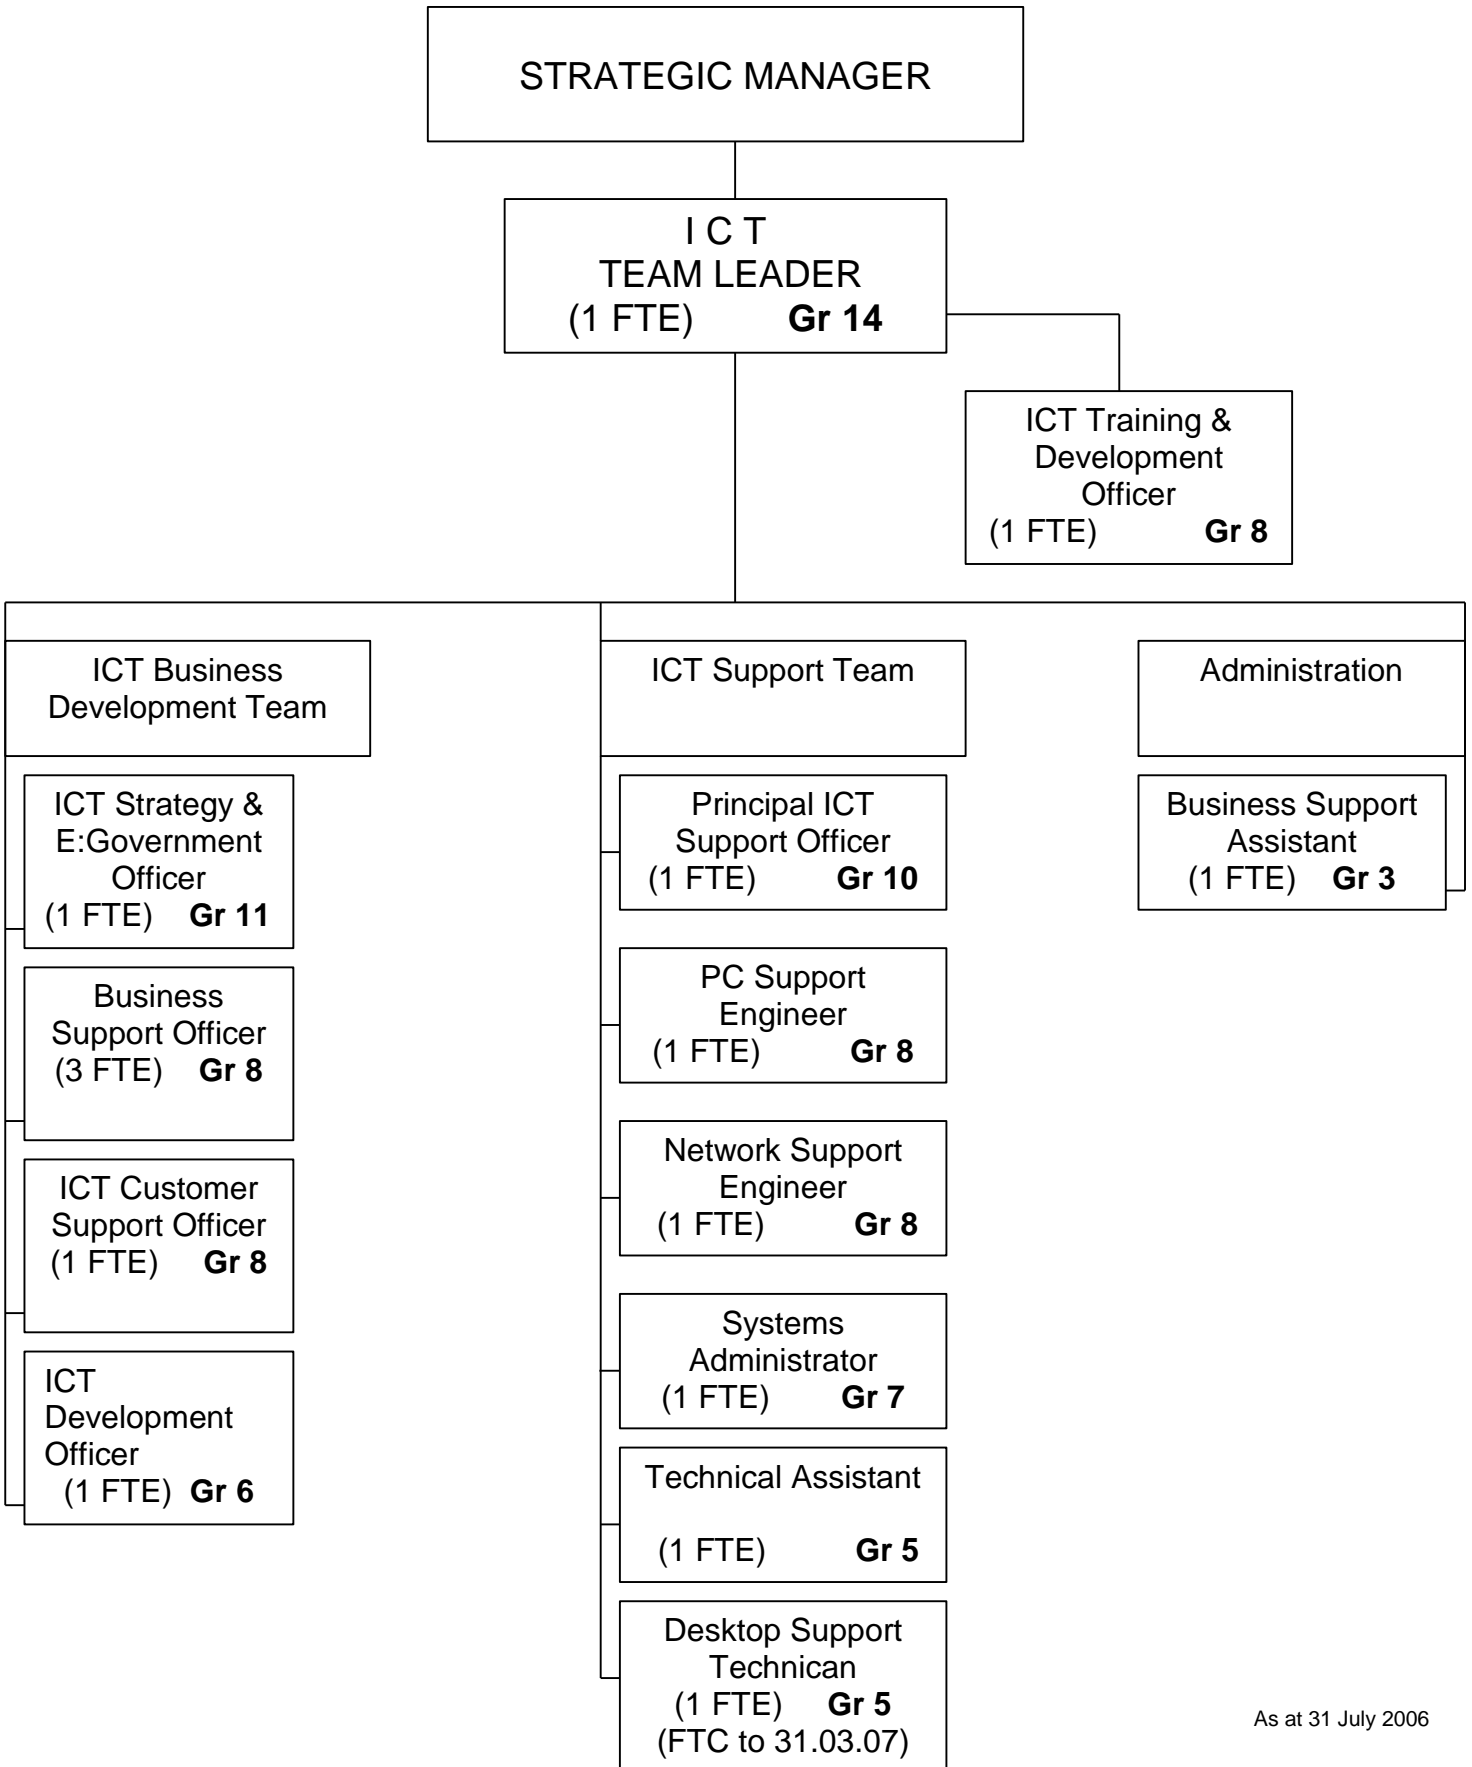 STRATEGIC MANAGER
I C T
TEAM LEADER
(1 FTE) Gr 14
ICT Training &
Development
Officer
(1 FTE) Gr 8
ICT Business
Development Team
ICT Strategy &
E:Government
Officer
(1 FTE) Gr 11
Business
Support Officer
(3 FTE) Gr 8
ICT Customer
Support Officer
(1 FTE) Gr 8
ICT
Development
Officer
(1 FTE) Gr 6
ICT Support Team
Principal ICT
Support Officer
(1 FTE) Gr 10
PC Support
Engineer
(1 FTE) Gr 8
Network Support
Engineer
(1 FTE) Gr 8
Systems
Administrator
(1 FTE) Gr 7
Technical Assistant
(1 FTE) Gr 5
Desktop Support
Technican
(1 FTE) Gr 5
(FTC to 31.03.07)
Administration
Business Support
Assistant
(1 FTE) Gr 3
As at 31 July 2006